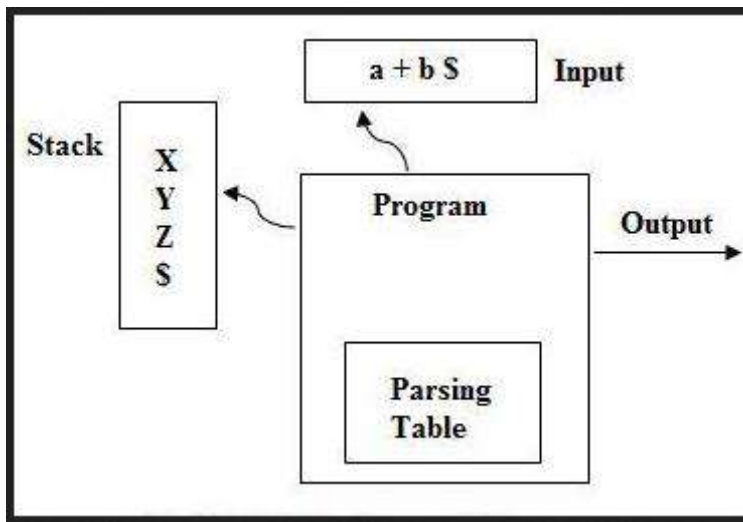 a + b $
Input
Stack
X
Y
Z
$
Program
Output
Parsing
Table